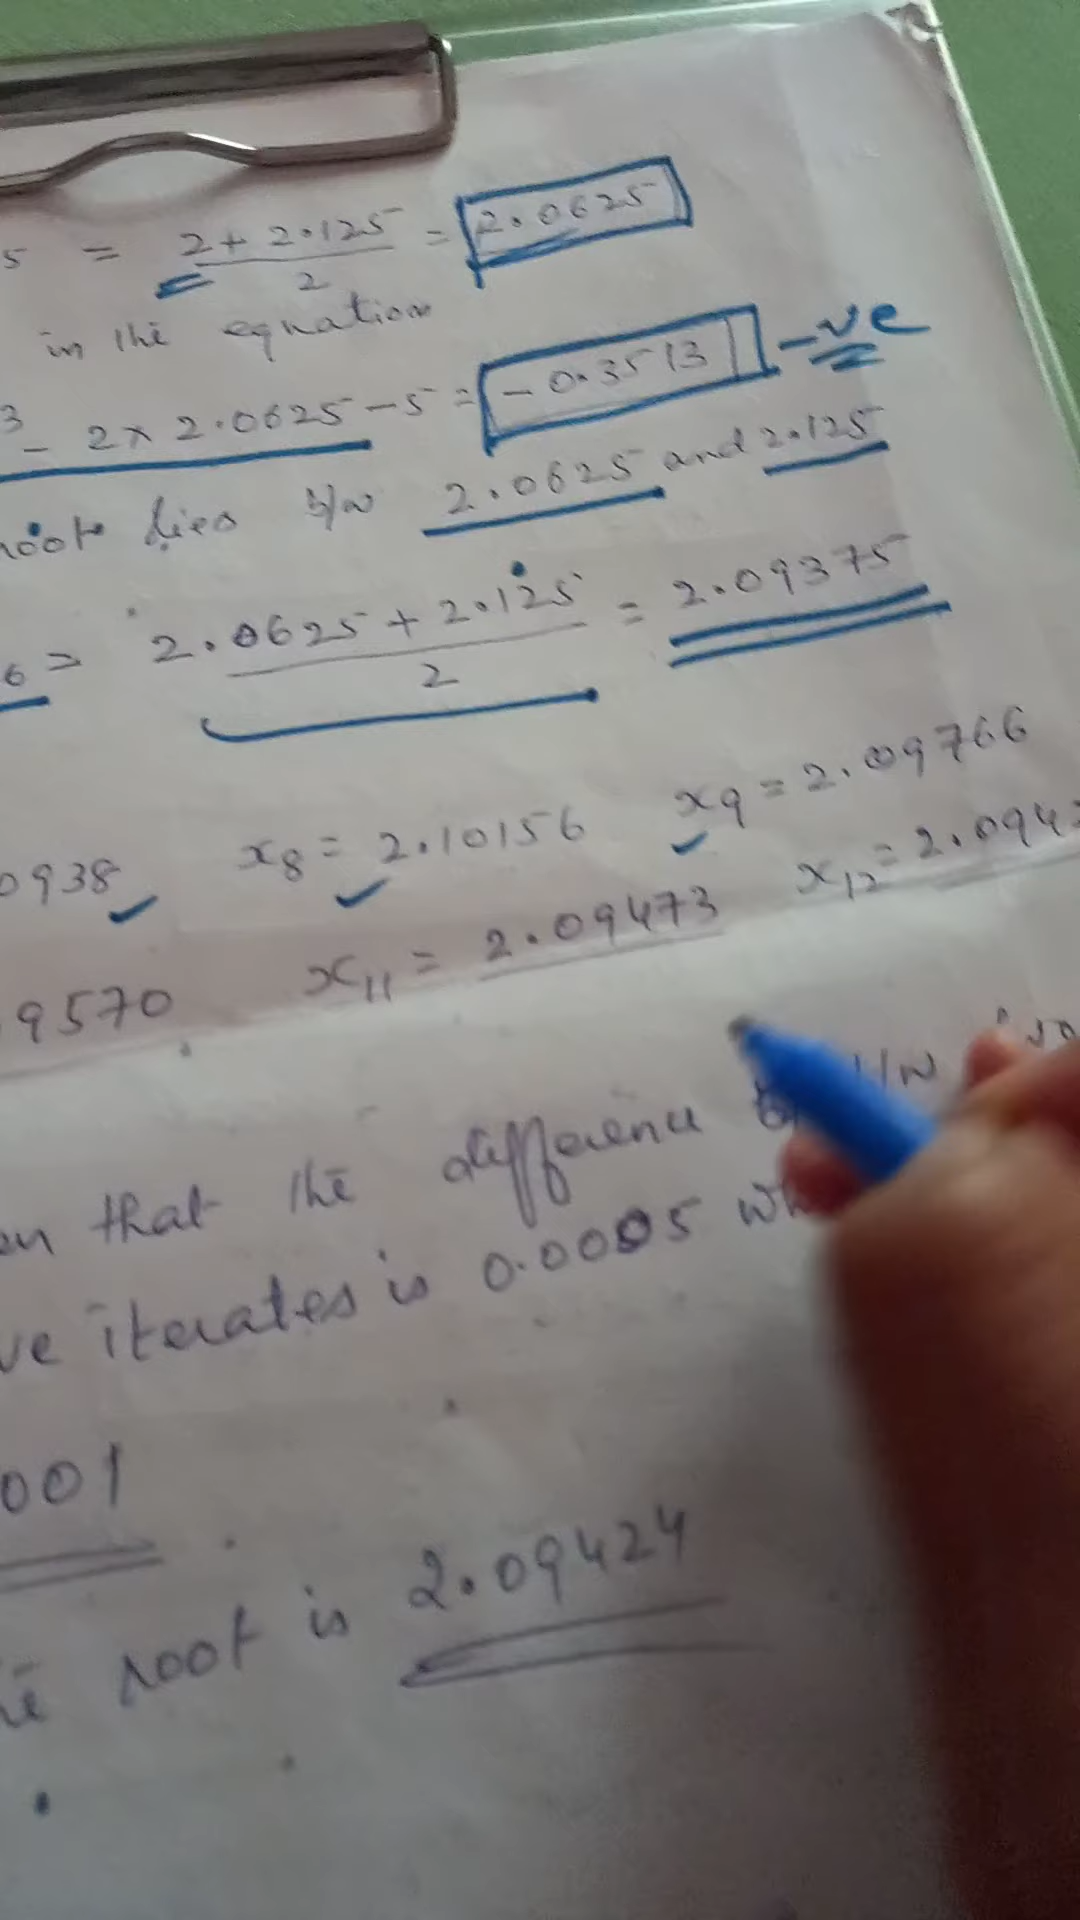 5 = 2 + 2.125 / 2 = 2.0625
in the equation
3 - 2 x 2.0625 - 5 = - 0.3513 -ve
root lies b/w 2.0625 and 2.125
6 = 2.0625 + 2.125 / 2 = 2.09375
0938 x8 = 2.10156 x9 = 2.09766
9570 x11 = 2.09473 x12 = 2.0942
that the difference b/w
ve iterates is 0.0005
001
root is 2.09424